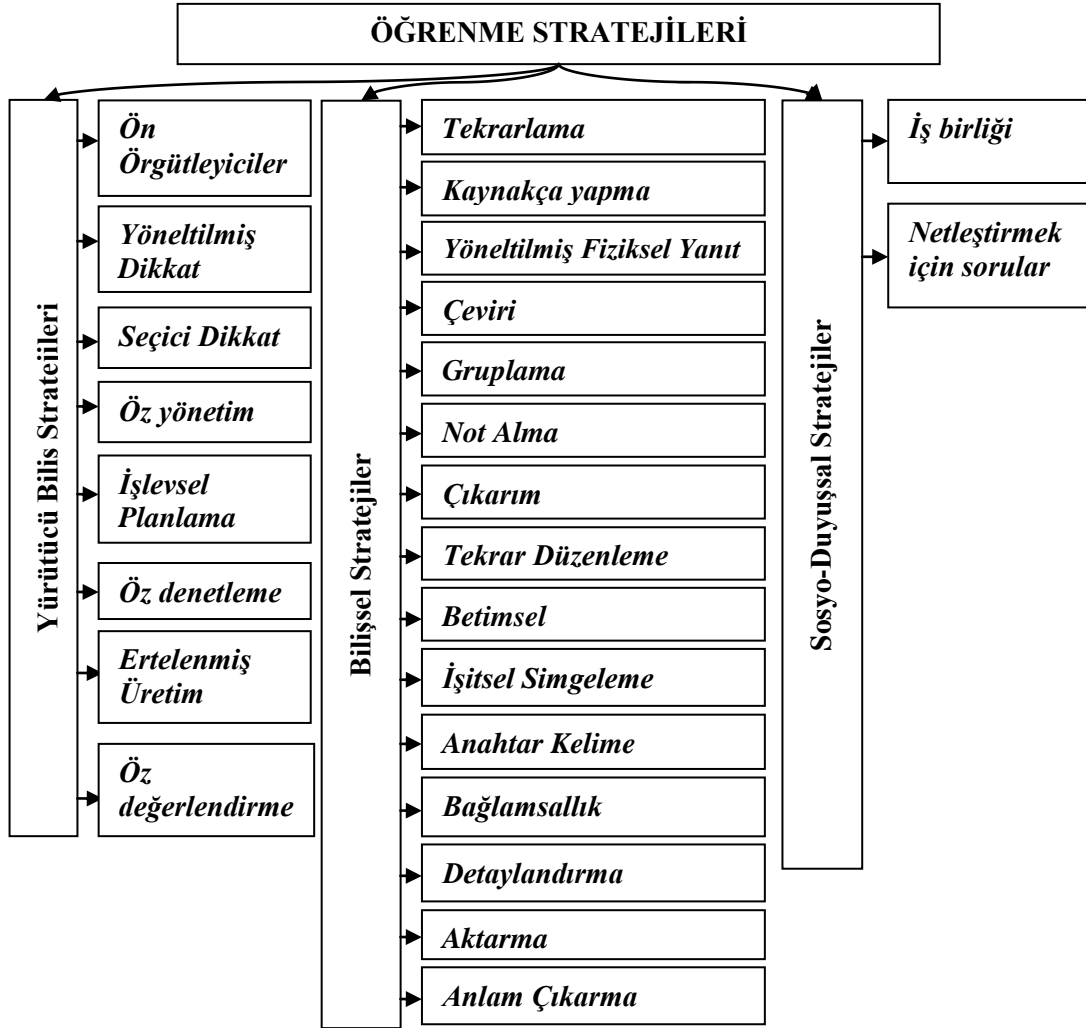 ÖĞRENME STRATEJİLERİ
Yürütücü Bilis Stratejileri
Ön
Örgütleyiciler
Yöneltilmiş
Dikkat
Seçici Dikkat
Öz yönetim
İşlevsel
Planlama
Öz denetleme
Ertelenmiş
Üretim
Öz
değerlendirme
Bilişsel Stratejiler
Tekrarlama
Kaynakça yapma
Yöneltilmiş Fiziksel Yanıt
Çeviri
Gruplama
Not Alma
Çıkarım
Tekrar Düzenleme
Betimsel
İşitsel Simgeleme
Anahtar Kelime
Bağlamsallık
Detaylandırma
Aktarma
Anlam Çıkarma
Sosyo-Duyuşsal Stratejiler
İş birliği
Netleştirmek
için sorular